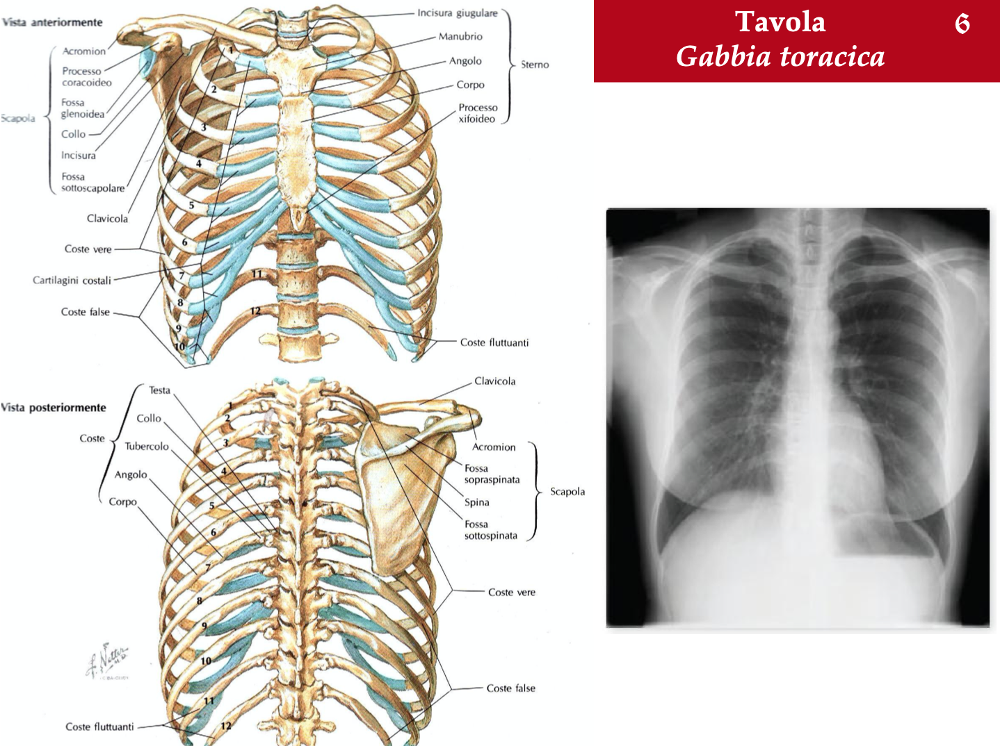 Tavola
6
Gabbia toracica
Vista anteriormente
Scapola
Acromion
Processo
coracoideo
Fossa
glenoidea
Collo
Incisura
Fossa
sottoscapolare
Clavicola
Coste vere
Cartilagini costali
Coste false
Incisura giugulare
Manubrio
Angolo
Corpo
Processo
xifoideo
Sterno
Coste fluttuanti
1
2
3
4
5
6
7
8
9
10
11
12
Vista posteriormente
Coste
Testa
Collo
Tubercolo
Angolo
Corpo
Coste fluttuanti
Clavicola
Acromion
Fossa
sopraspinata
Spina
Fossa
sottospinata
Scapola
Coste vere
Coste false
1
2
3
4
5
6
7
8
9
10
11
12
F. Netter
M.D.